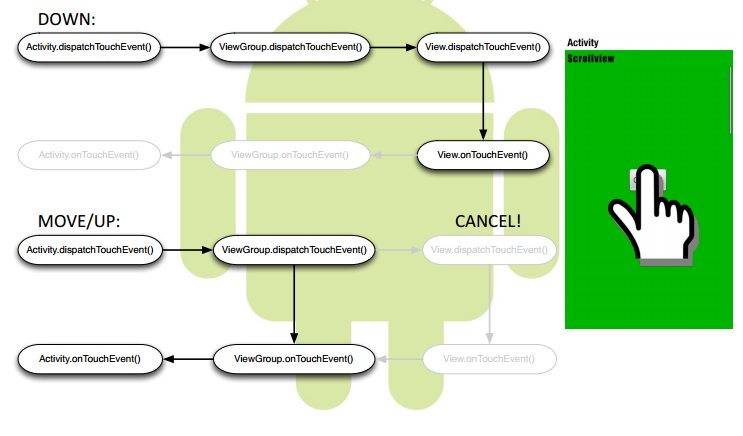 DOWN:
Activity.dispatchTouchEvent()
ViewGroup.dispatchTouchEvent()
View.dispatchTouchEvent()
Activity
Scrollview
Activity.onTouchEvent()
ViewGroup.onTouchEvent()
View.onTouchEvent()
MOVE/UP:
CANCEL!
Activity.dispatchTouchEvent()
ViewGroup.dispatchTouchEvent()
View.dispatchTouchEvent()
Activity.onTouchEvent()
ViewGroup.onTouchEvent()
View.onTouchEvent()